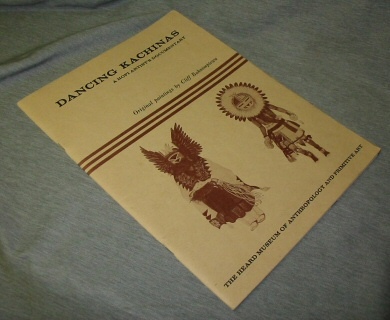 DANCING KACHINAS
A HOPI ARTIST'S DOCUMENTARY
Original paintings by Cliff Bahnimptewa
THE HEARD MUSEUM OF ANTHROPOLOGY AND PRIMITIVE ART